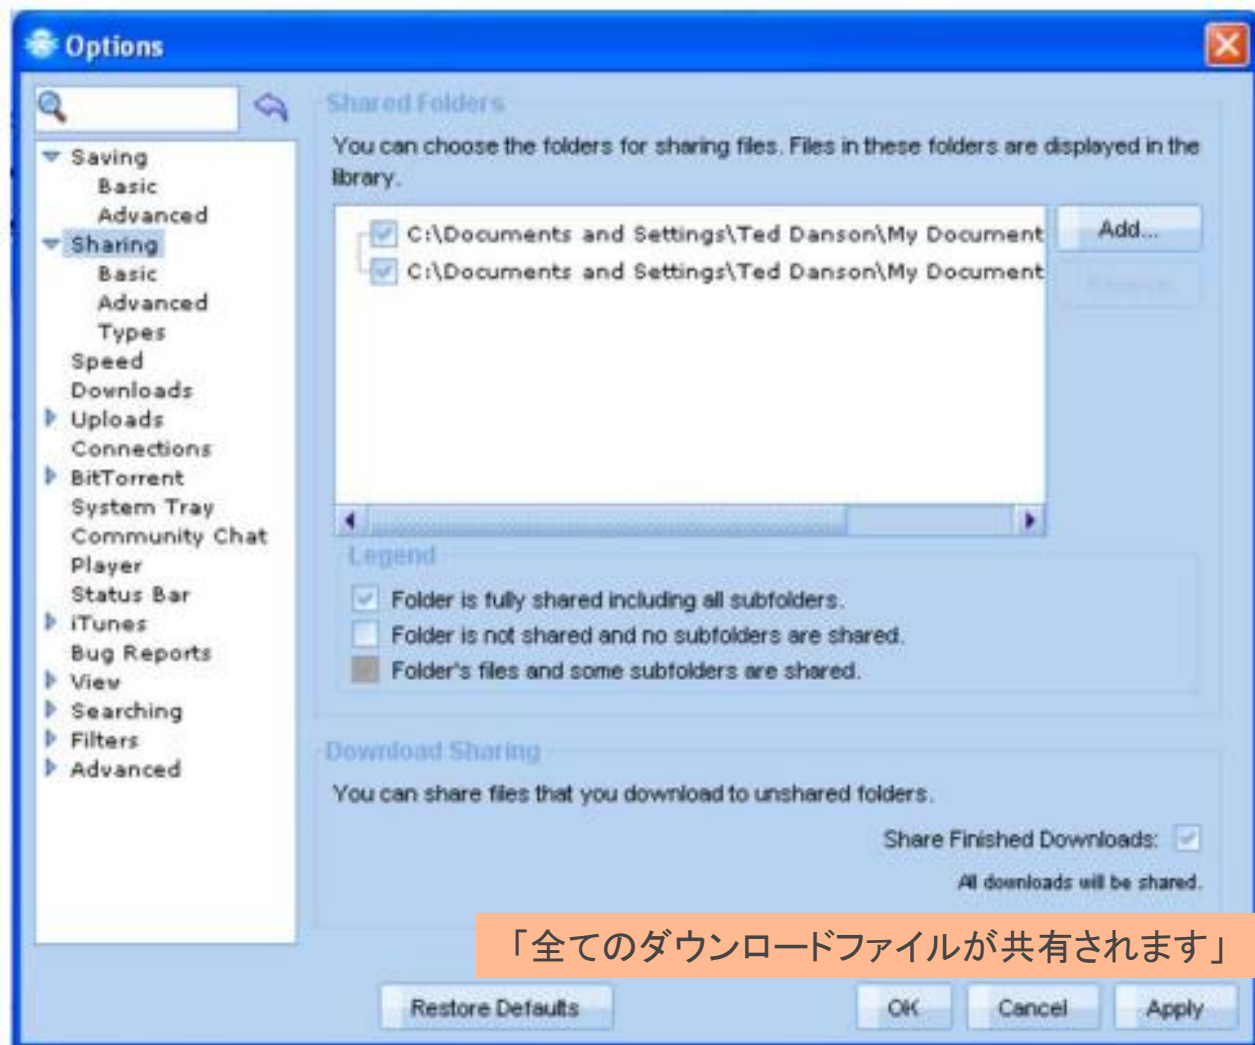 Options
Saving
Basic
Advanced
Sharing
Basic
Advanced
Types
Speed
Downloads
Uploads
Connections
BitTorrent
System Tray
Community Chat
Player
Status Bar
iTunes
Bug Reports
View
Searching
Filters
Advanced
Shared Folders
You can choose the folders for sharing files. Files in these folders are displayed in the
library.
C:\Documents and Settings\Ted Danson\My Document
C:\Documents and Settings\Ted Danson\My Document
Add...
Legend
Folder is fully shared including all subfolders.
Folder is not shared and no subfolders are shared.
Folder's files and some subfolders are shared.
Download Sharing
You can share files that you download to unshared folders.
Share Finished Downloads:
All downloads will be shared.
「全てのダウンロードファイルが共有されます」
Restore Defaults
OK
Cancel
Apply